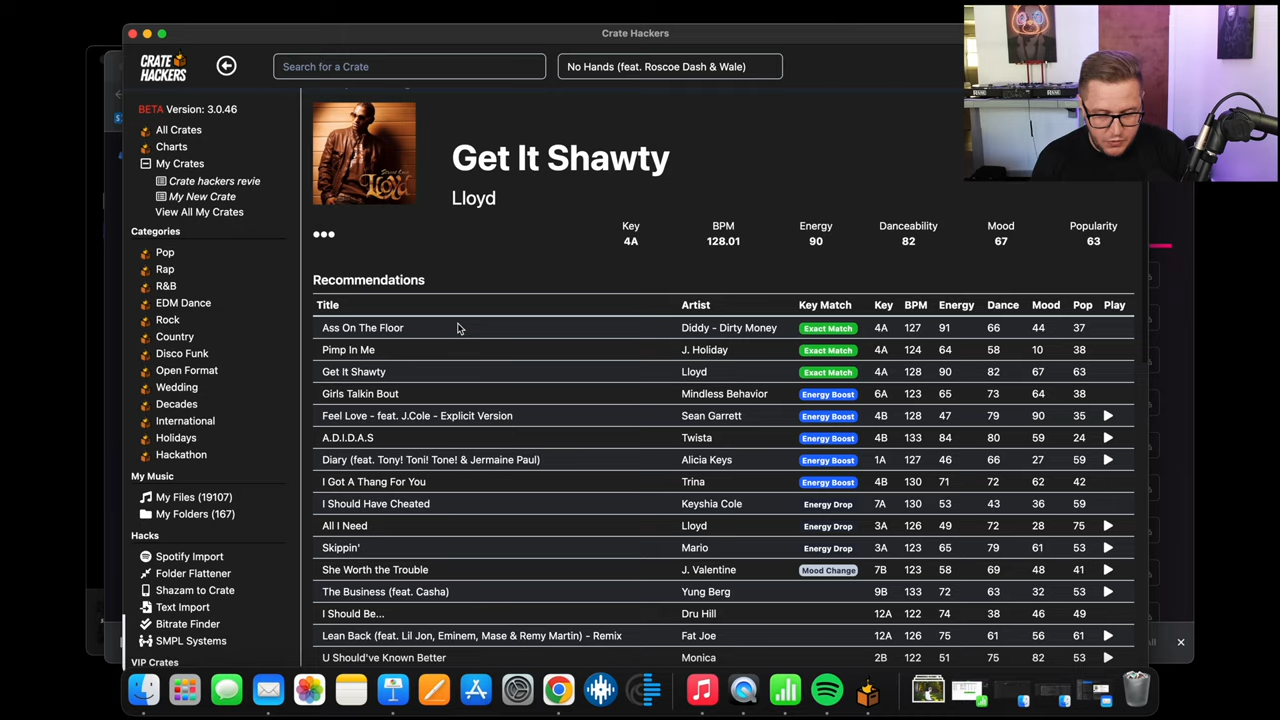 Crate Hackers
CRATE HACKERS
Search for a Crate
No Hands (feat. Roscoe Dash & Wale)
BETA Version: 3.0.46
All Crates
Charts
My Crates
Crate hackers revie
My New Crate
View All My Crates
Categories
Pop
Rap
R&B
EDM Dance
Rock
Country
Disco Funk
Open Format
Wedding
Decades
International
Holidays
Hackathon
My Music
My Files (19107)
My Folders (167)
Hacks
Spotify Import
Folder Flattener
Shazam to Crate
Text Import
Bitrate Finder
SMPL Systems
VIP Crates
Get It Shawty
Lloyd
Key BPM Energy Danceability Mood Popularity
4A 128.01 90 82 67 63
Recommendations
Title Artist Key Match Key BPM Energy Dance Mood Pop Play
Ass On The Floor Diddy - Dirty Money Exact Match 4A 127 91 66 44 37
Pimp In Me J. Holiday Exact Match 4A 124 64 58 10 38
Get It Shawty Lloyd Exact Match 4A 128 90 82 67 63
Girls Talkin Bout Mindless Behavior Energy Boost 6A 123 65 73 64 38
Feel Love - feat. J.Cole - Explicit Version Sean Garrett Energy Boost 4B 128 47 79 90 35
A.D.I.D.A.S Twista Energy Boost 4B 133 84 80 59 24
Diary (feat. Tony! Toni! Tone! & Jermaine Paul) Alicia Keys Energy Boost 1A 127 46 66 27 59
I Got A Thang For You Trina Energy Boost 4B 130 71 72 62 42
I Should Have Cheated Keyshia Cole Energy Drop 7A 130 53 43 36 59
All I Need Lloyd Energy Drop 3A 126 49 72 28 75
Skippin' Mario Energy Drop 3A 123 65 79 61 53
She Worth the Trouble J. Valentine Mood Change 7B 123 58 69 48 41
The Business (feat. Casha) Yung Berg 9B 133 72 63 32 53
I Should Be... Dru Hill 12A 122 74 38 46 49
Lean Back (feat. Lil Jon, Eminem, Mase & Remy Martin) - Remix Fat Joe 12A 126 75 61 56 61
U Should've Known Better Monica 2B 122 51 75 82 53